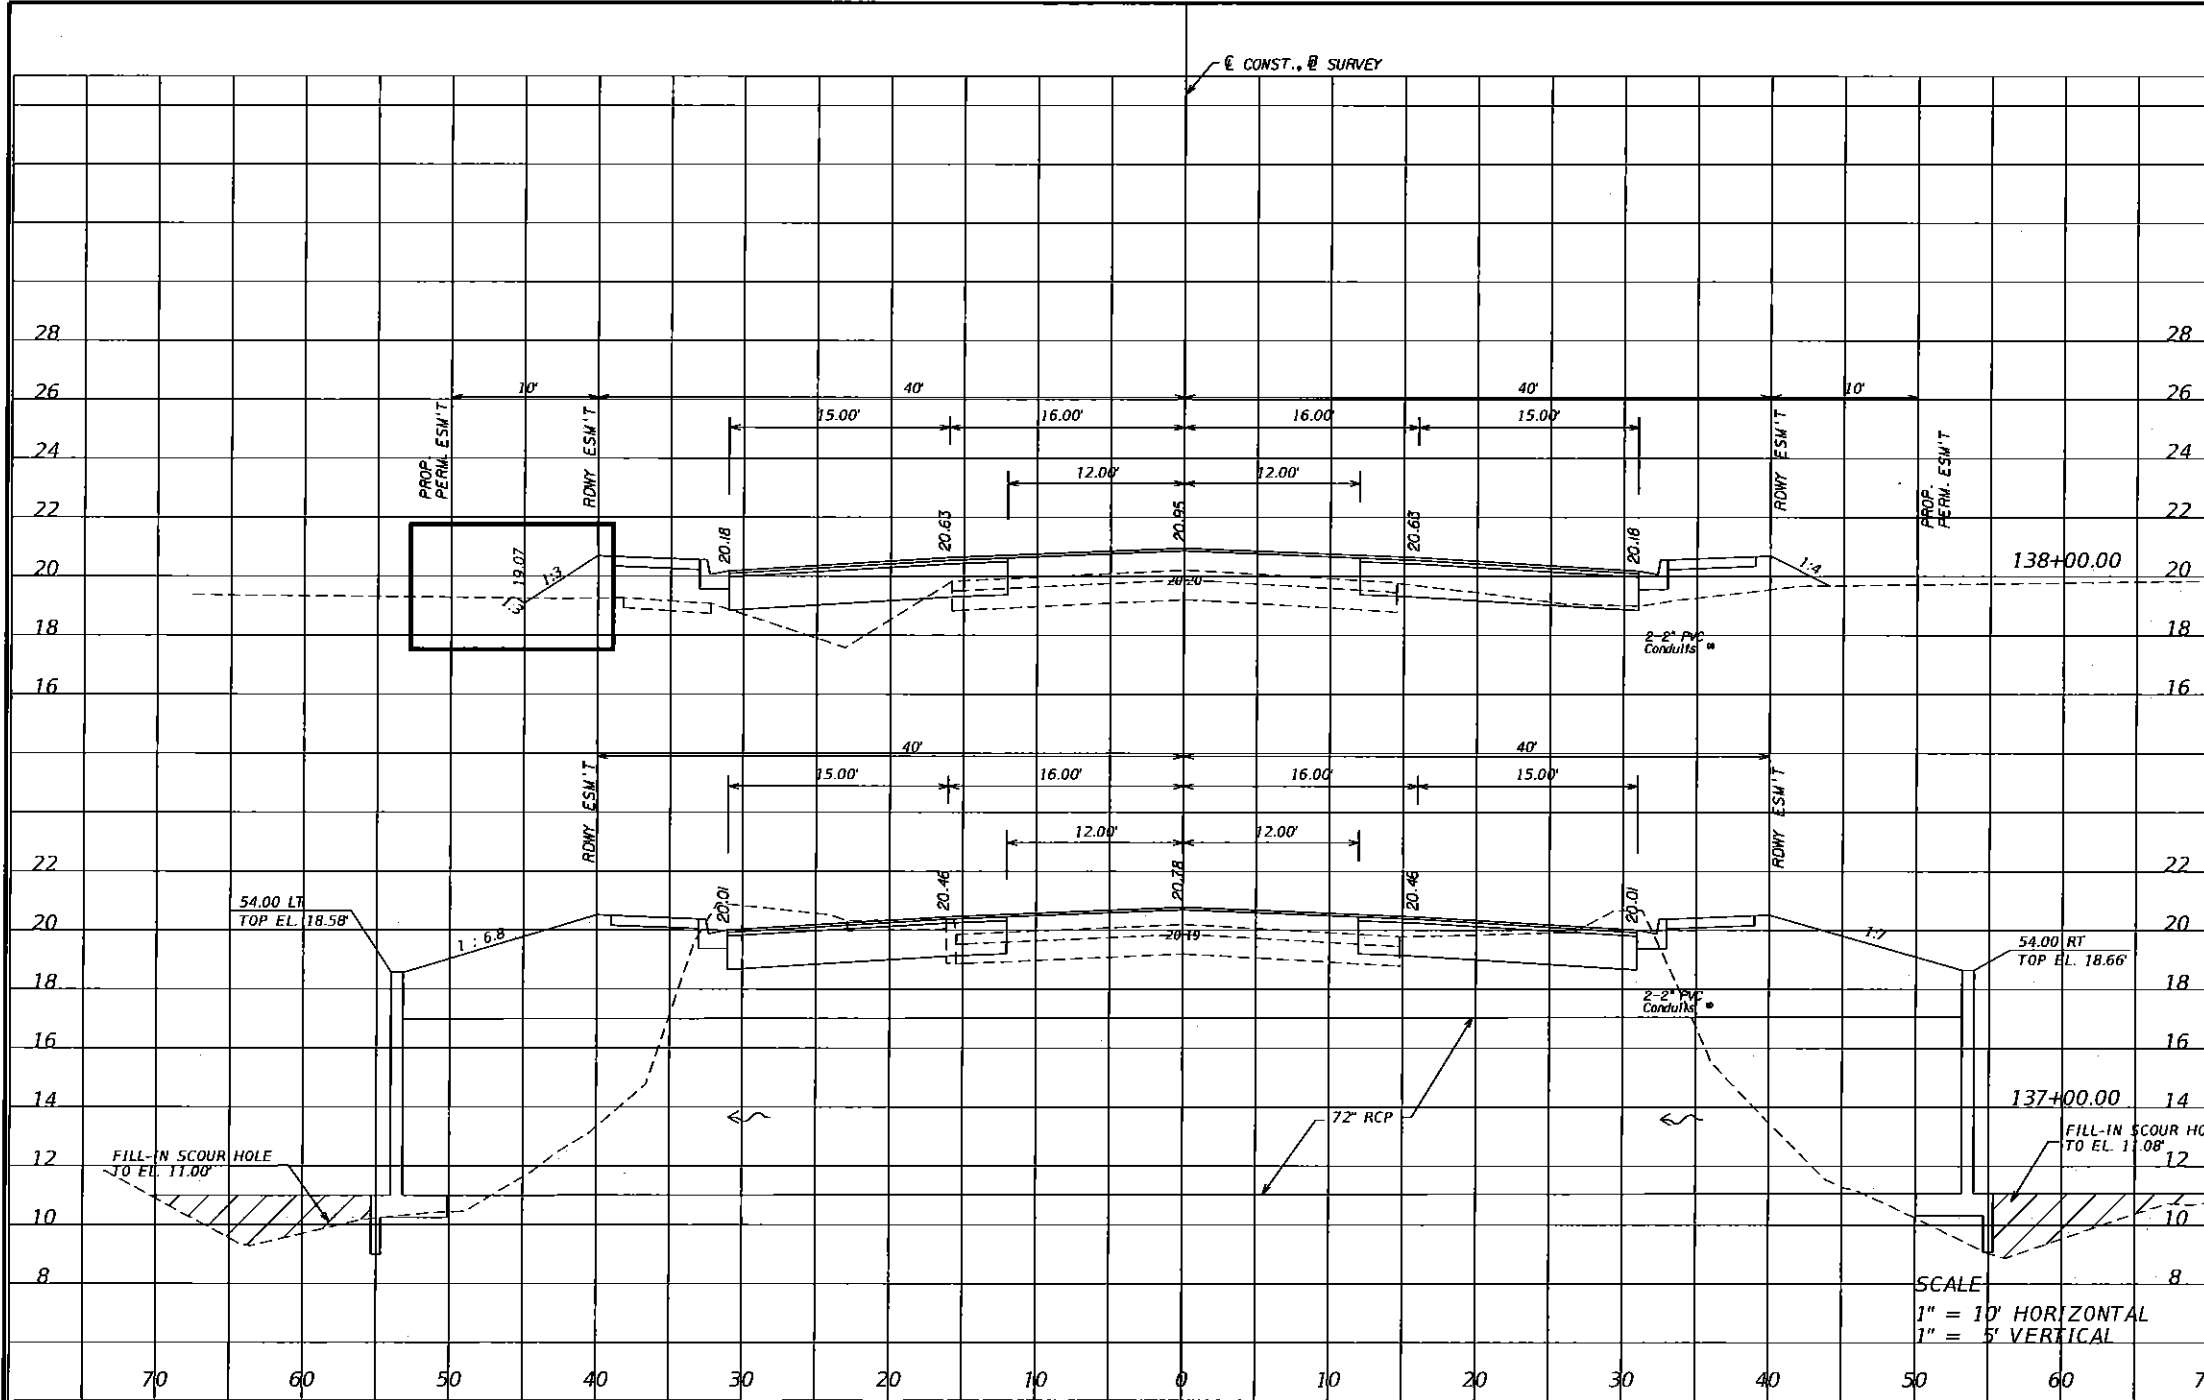 ℄ CONST., ⅊ SURVEY
28 28
26 10' 40' 40' 10' 26
15.00' 16.00' 16.00' 15.00'
PROP.
PERM. ESM'T
RDWY ESM'T
RDWY ESM'T
PROP.
PERM. ESM'T
24 24
12.00' 12.00'
22 22
19.07
20.18
20.63
20.95
20.63
20.18
1:3
1:3
1:4
138+00.00
20 20.20 20
18 18
2-2" PVC
Conduits
16 16
40' 40'
RDWY ESM'T
RDWY ESM'T
15.00' 16.00' 16.00' 15.00'
12.00' 12.00'
22 22
20.01
20.46
20.78
20.46
20.01
54.00 LT
TOP EL. 18.58'
1 : 6.8
1:7
20 20.19 20
54.00 RT
TOP EL. 18.66'
18 18
2-2" PVC
Conduits
16 16
72" RCP
14 14
137+00.00
FILL-IN SCOUR HOLE
TO EL. 11.00'
FILL-IN SCOUR HO
TO EL. 11.08'
12 12
10 10
8 8
SCALE
1" = 10' HORIZONTAL
1" = 5' VERTICAL
70 60 50 40 30 20 10 0 10 20 30 40 50 60 7